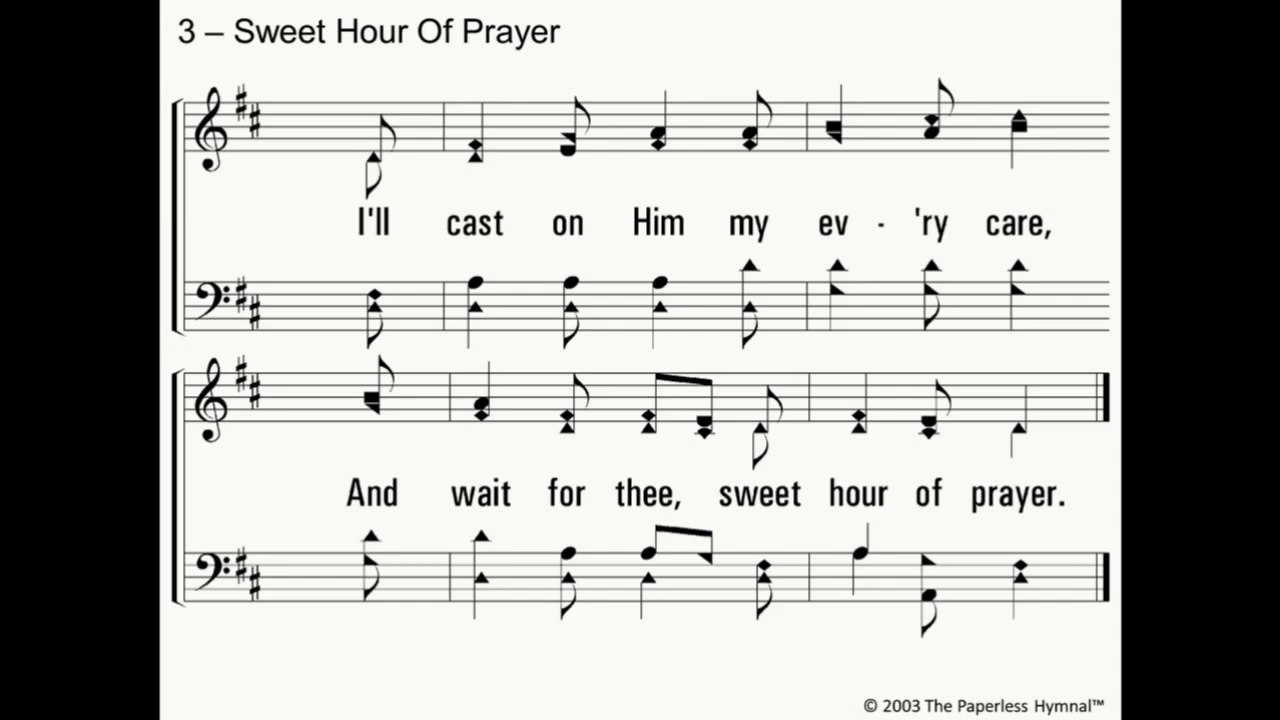 3 – Sweet Hour Of Prayer
I'll cast on Him my ev - 'ry care,
And wait for thee, sweet hour of prayer.
© 2003 The Paperless Hymnal™